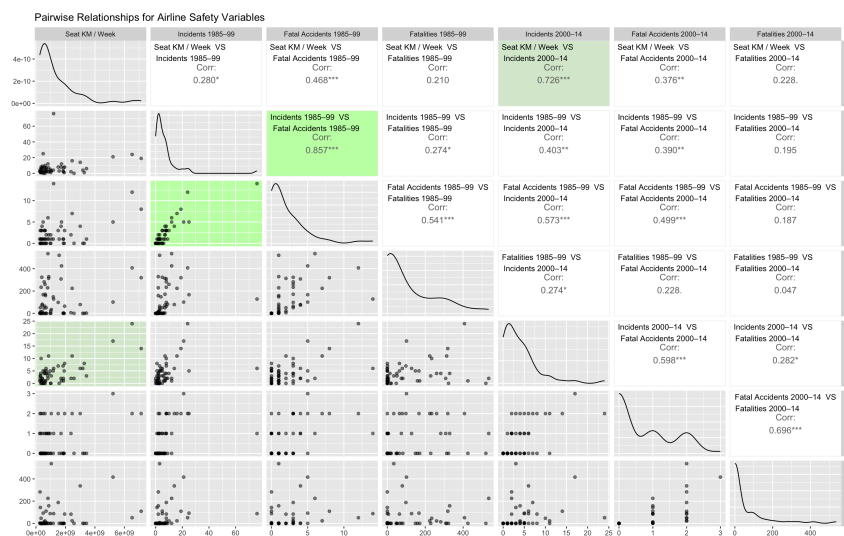 Pairwise Relationships for Airline Safety Variables
Seat KM / Week
Incidents 1985−99
Fatal Accidents 1985−99
Fatalities 1985−99
Incidents 2000−14
Fatal Accidents 2000−14
Fatalities 2000−14
4e-10
2e-10
0e+00
Seat KM / Week VS
Incidents 1985−99
Corr:
0.280*
Seat KM / Week VS
Fatal Accidents 1985−99
Corr:
0.468***
Seat KM / Week VS
Fatalities 1985−99
Corr:
0.210
Seat KM / Week VS
Incidents 2000−14
Corr:
0.726***
Seat KM / Week VS
Fatal Accidents 2000−14
Corr:
0.376**
Seat KM / Week VS
Fatalities 2000−14
Corr:
0.228.
60
40
20
0
Incidents 1985−99 VS
Fatal Accidents 1985−99
Corr:
0.857***
Incidents 1985−99 VS
Fatalities 1985−99
Corr:
0.274*
Incidents 1985−99 VS
Incidents 2000−14
Corr:
0.403**
Incidents 1985−99 VS
Fatal Accidents 2000−14
Corr:
0.390**
Incidents 1985−99 VS
Fatalities 2000−14
Corr:
0.195
10
5
0
Fatal Accidents 1985−99 VS
Fatalities 1985−99
Corr:
0.541***
Fatal Accidents 1985−99 VS
Incidents 2000−14
Corr:
0.573***
Fatal Accidents 1985−99 VS
Fatal Accidents 2000−14
Corr:
0.499***
Fatal Accidents 1985−99 VS
Fatalities 2000−14
Corr:
0.187
400
200
0
Fatalities 1985−99 VS
Incidents 2000−14
Corr:
0.274*
Fatalities 1985−99 VS
Fatal Accidents 2000−14
Corr:
0.228.
Fatalities 1985−99 VS
Fatalities 2000−14
Corr:
0.047
25
20
15
10
5
0
Incidents 2000−14 VS
Fatal Accidents 2000−14
Corr:
0.598***
Incidents 2000−14 VS
Fatalities 2000−14
Corr:
0.282*
3
2
1
0
Fatal Accidents 2000−14 VS
Fatalities 2000−14
Corr:
0.696***
400
200
0
0e+00 2e+09 4e+09 6e+09
0 20 40 60
0 5 10
0 200 400
0 5 10 15 20 25
0 1 2 3
0 200 400